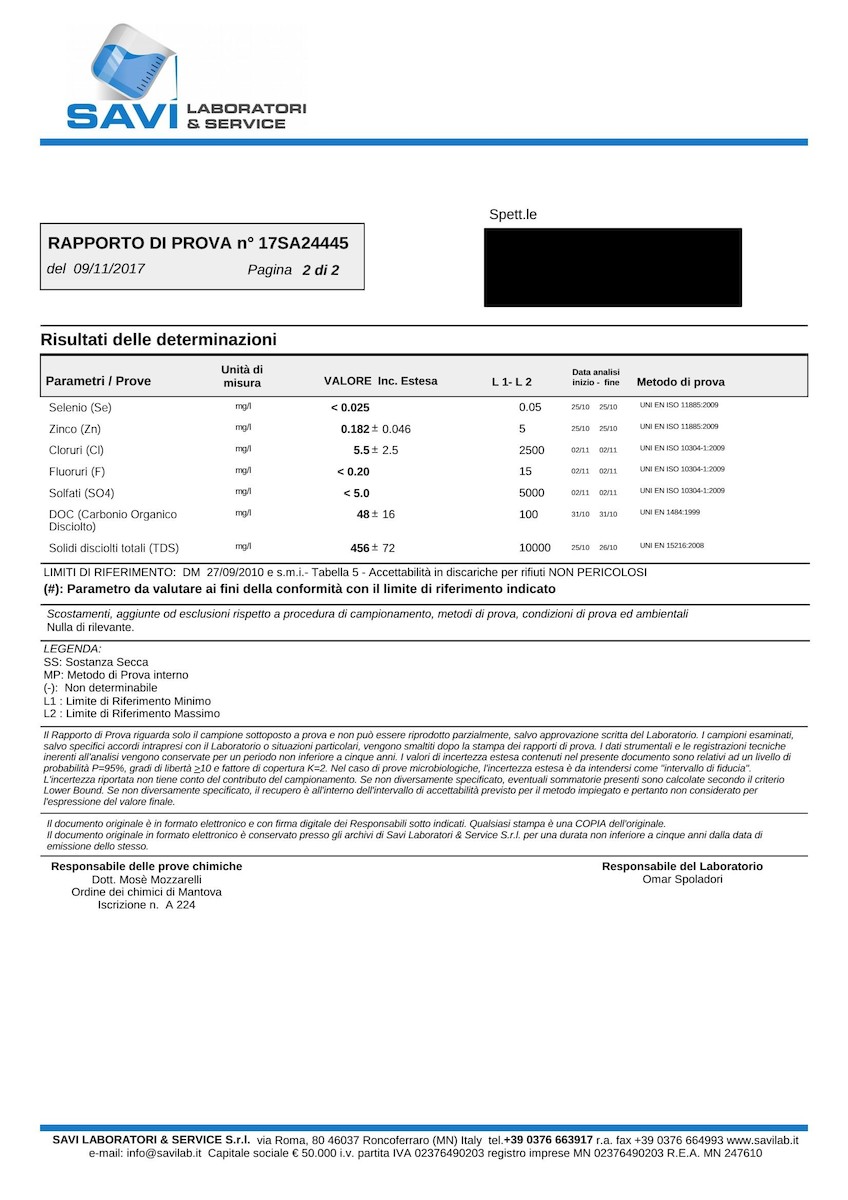 SAVI LABORATORI
& SERVICE
Spett.le
RAPPORTO DI PROVA n° 17SA24445
del 09/11/2017 Pagina 2 di 2
Risultati delle determinazioni
Parametri / Prove Unità di misura VALORE Inc. Estesa L 1- L 2 Data analisi inizio - fine Metodo di prova
Selenio (Se) mg/l < 0.025 0.05 25/10 25/10 UNI EN ISO 11885:2009
Zinco (Zn) mg/l 0.182 ± 0.046 5 25/10 25/10 UNI EN ISO 11885:2009
Cloruri (Cl) mg/l 5.5 ± 2.5 2500 02/11 02/11 UNI EN ISO 10304-1:2009
Fluoruri (F) mg/l < 0.20 15 02/11 02/11 UNI EN ISO 10304-1:2009
Solfati (SO4) mg/l < 5.0 5000 02/11 02/11 UNI EN ISO 10304-1:2009
DOC (Carbonio Organico mg/l 48 ± 16 100 31/10 31/10 UNI EN 1484:1999
Disciolto)
Solidi disciolti totali (TDS) mg/l 456 ± 72 10000 25/10 26/10 UNI EN 15216:2008
LIMITI DI RIFERIMENTO: DM 27/09/2010 e s.m.i.- Tabella 5 - Accettabilità in discariche per rifiuti NON PERICOLOSI
(#): Parametro da valutare ai fini della conformità con il limite di riferimento indicato
Scostamenti, aggiunte od esclusioni rispetto a procedura di campionamento, metodi di prova, condizioni di prova ed ambientali
Nulla di rilevante.
LEGENDA:
SS: Sostanza Secca
MP: Metodo di Prova interno
(-): Non determinabile
L1 : Limite di Riferimento Minimo
L2 : Limite di Riferimento Massimo
Il Rapporto di Prova riguarda solo il campione sottoposto a prova e non può essere riprodotto parzialmente, salvo approvazione scritta del Laboratorio. I campioni esaminati,
salvo specifici accordi intrapresi con il Laboratorio o situazioni particolari, vengono smaltiti dopo la stampa dei rapporti di prova. I dati strumentali e le registrazioni tecniche
inerenti all'analisi vengono conservate per un periodo non inferiore a cinque anni. I valori di incertezza estesa contenuti nel presente documento sono relativi ad un livello di
probabilità P=95%, gradi di libertà ≥10 e fattore di copertura K=2. Nel caso di prove microbiologiche, l'incertezza estesa è da intendersi come "intervallo di fiducia".
L'incertezza riportata non tiene conto del contributo del campionamento. Se non diversamente specificato, eventuali sommatorie presenti sono calcolate secondo il criterio
Lower Bound. Se non diversamente specificato, il recupero è all'interno dell'intervallo di accettabilità previsto per il metodo impiegato e pertanto non considerato per
l'espressione del valore finale.
Il documento originale è in formato elettronico e con firma digitale dei Responsabili sotto indicati. Qualsiasi stampa è una COPIA dell'originale.
Il documento originale in formato elettronico è conservato presso gli archivi di Savi Laboratori & Service S.r.l. per una durata non inferiore a cinque anni dalla data di
emissione dello stesso.
Responsabile delle prove chimiche Responsabile del Laboratorio
Dott. Mosè Mozzarelli Omar Spoladori
Ordine dei chimici di Mantova
Iscrizione n. A 224
SAVI LABORATORI & SERVICE S.r.l. via Roma, 80 46037 Roncoferraro (MN) Italy tel.+39 0376 663917 r.a. fax +39 0376 664993 www.savilab.it
e-mail: info@savilab.it Capitale sociale € 50.000 i.v. partita IVA 02376490203 registro imprese MN 02376490203 R.E.A. MN 247610